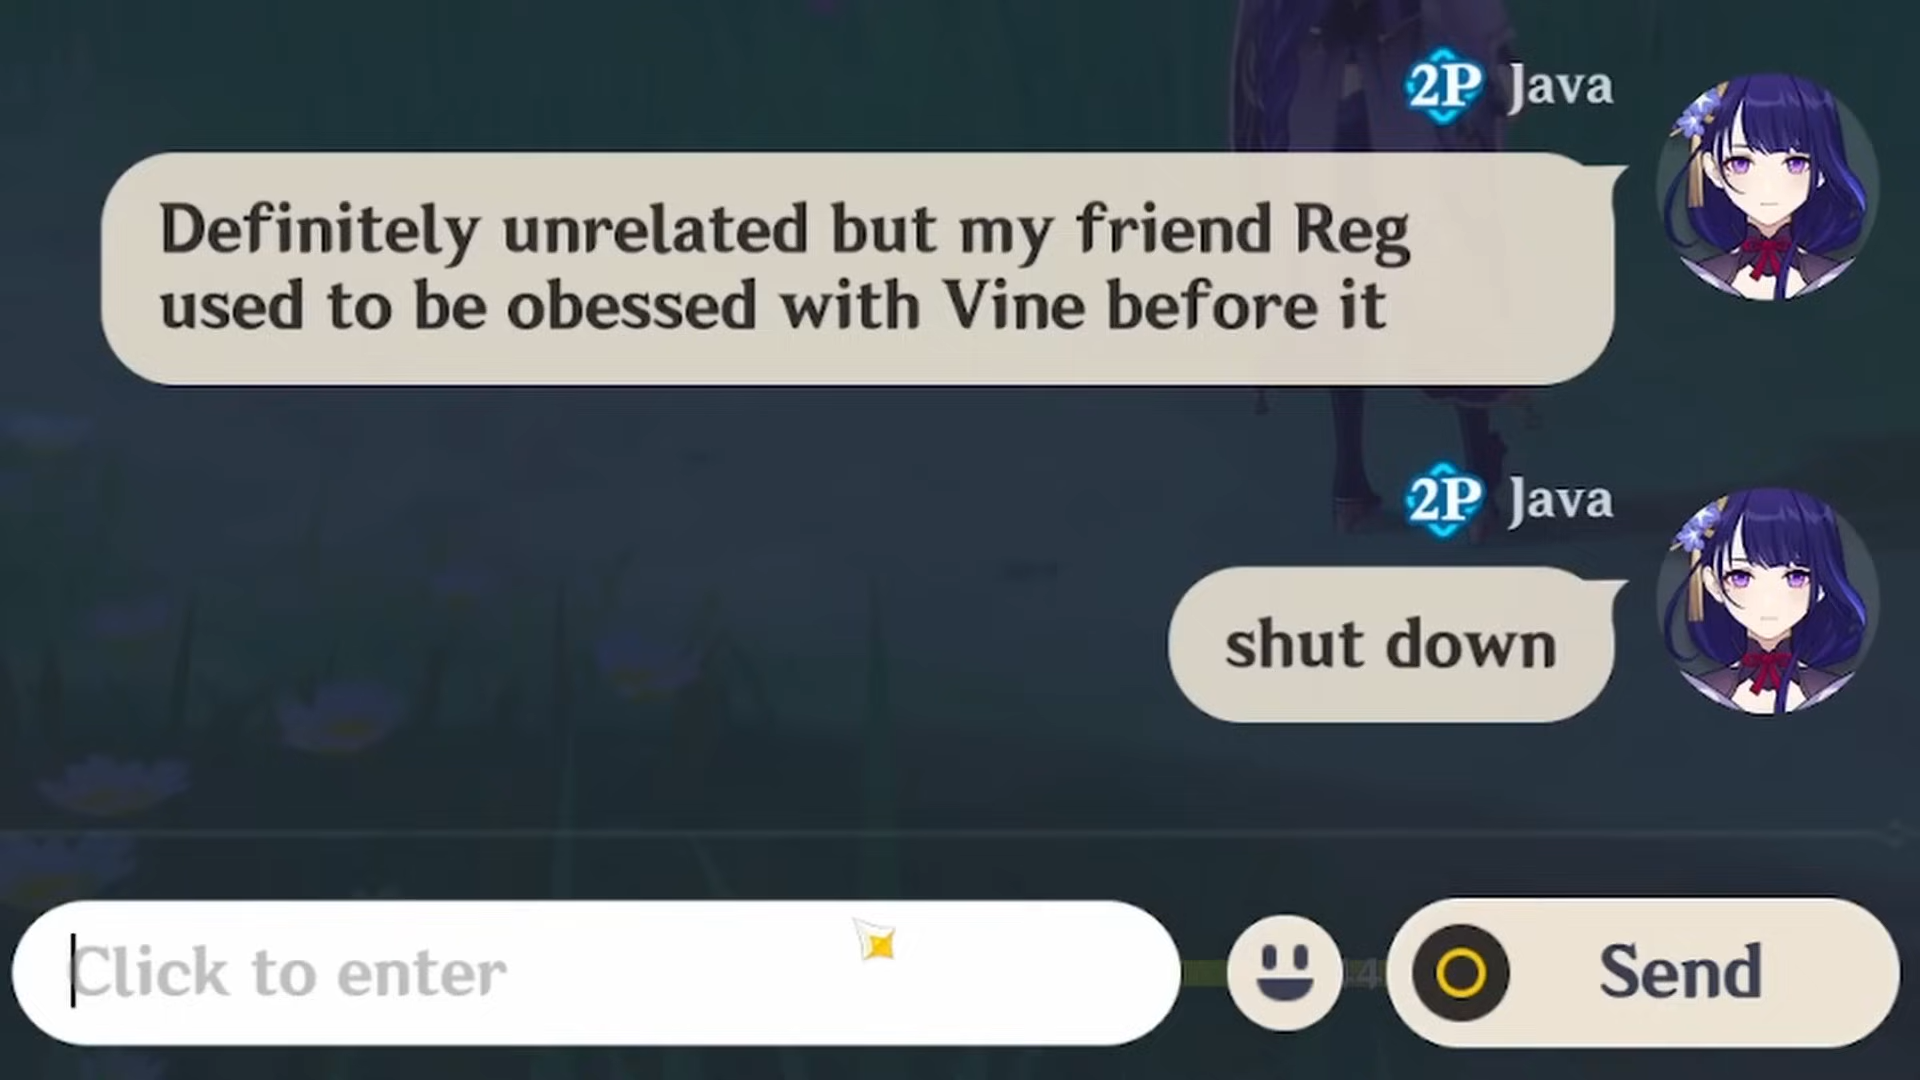 2P Java
Definitely unrelated but my friend Reg
used to be obessed with Vine before it
2P Java
shut down
Click to enter
Send